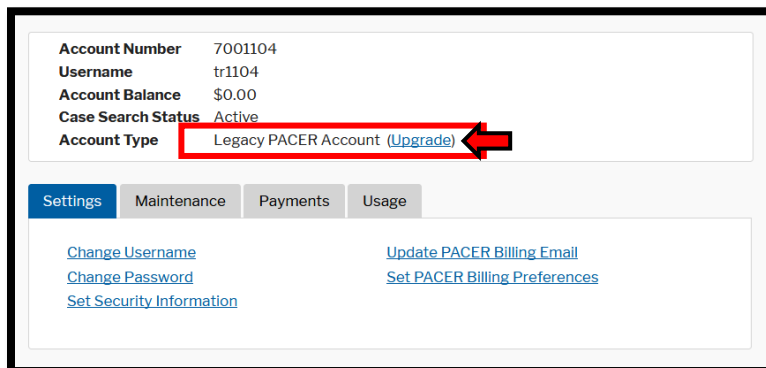 Account Number 7001104
Username tr1104
Account Balance $0.00
Case Search Status Active
Account Type Legacy PACER Account (Upgrade)
Settings Maintenance Payments Usage
Change Username Update PACER Billing Email
Change Password Set PACER Billing Preferences
Set Security Information